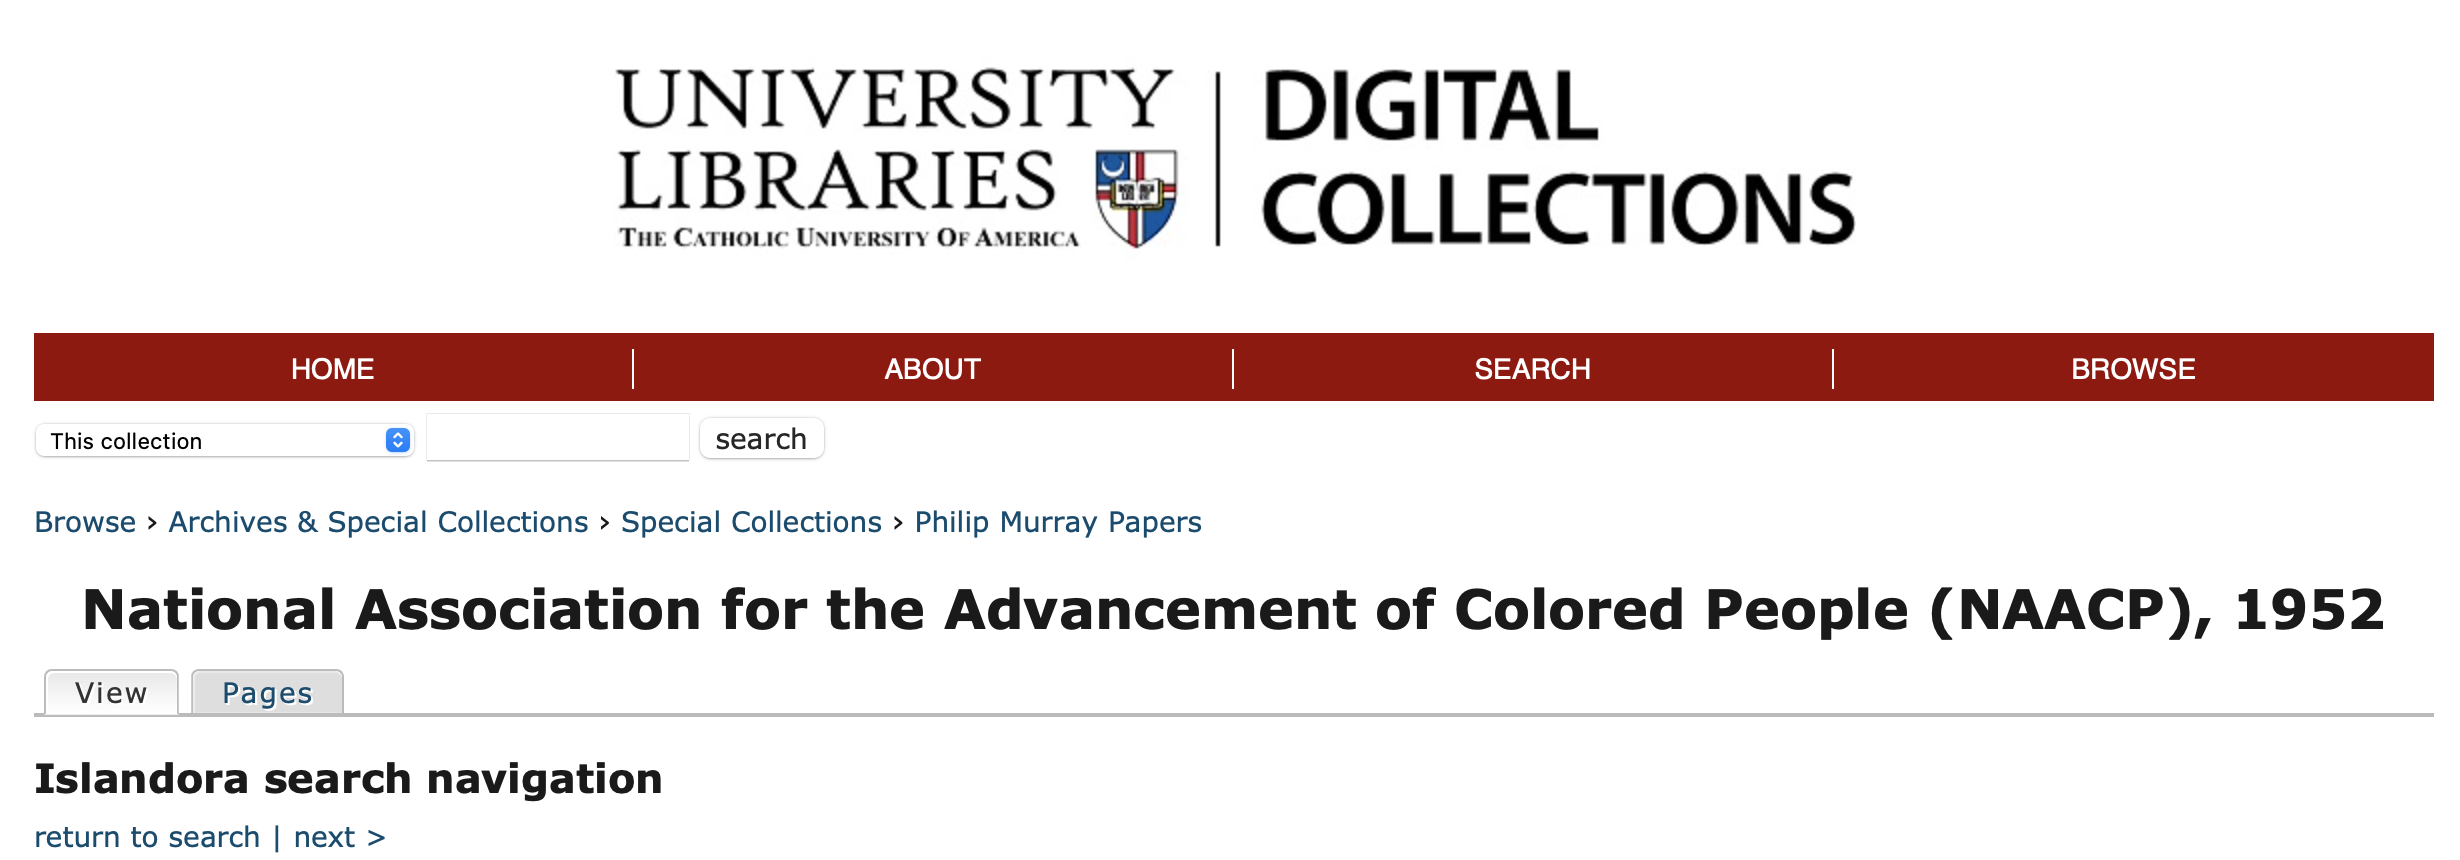 UNIVERSITY
LIBRARIES
THE CATHOLIC UNIVERSITY OF AMERICA
DIGITAL
COLLECTIONS
HOME ABOUT SEARCH BROWSE
This collection search
Browse › Archives & Special Collections › Special Collections › Philip Murray Papers
National Association for the Advancement of Colored People (NAACP), 1952
View Pages
Islandora search navigation
return to search | next >